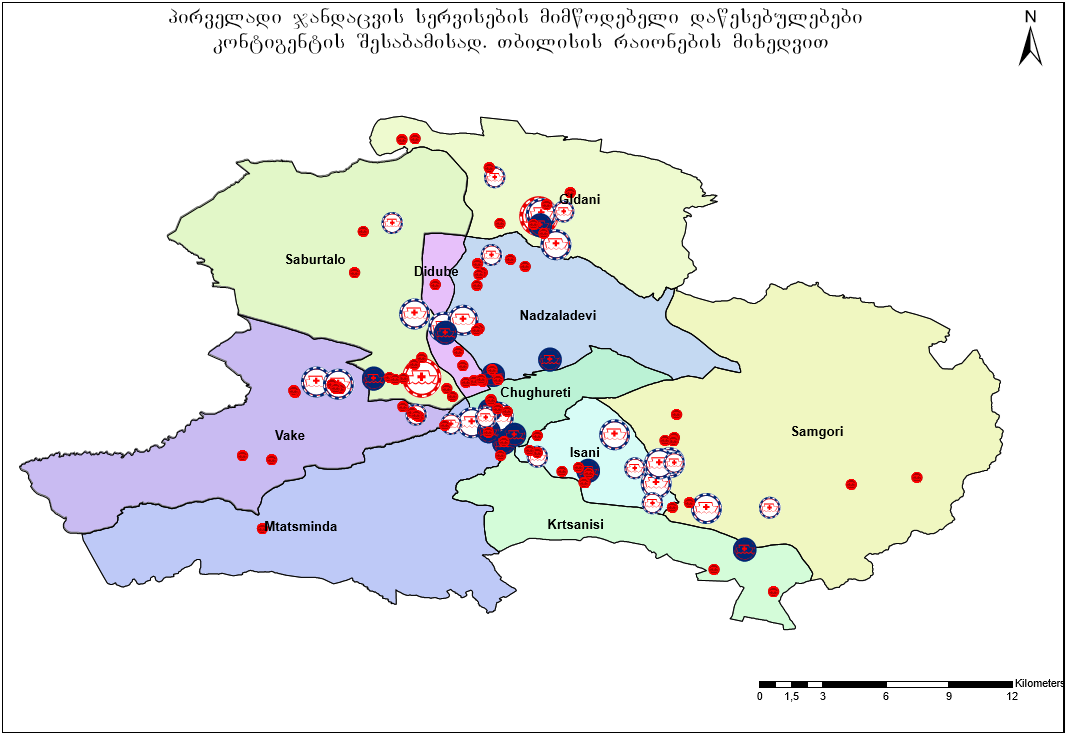 პირველადი ჯანდაცვის სერვისების მიმწოდებელი დაწესებულებები
კონტიგენტის შესაბამისად. თბილისის რაიონების მიხედვით
N
Gldani
Saburtalo
Didube
Nadzaladevi
Chughureti
Vake
Samgori
Isani
Mtatsminda
Krtsanisi
Kilometers
0 1,5 3 6 9 12